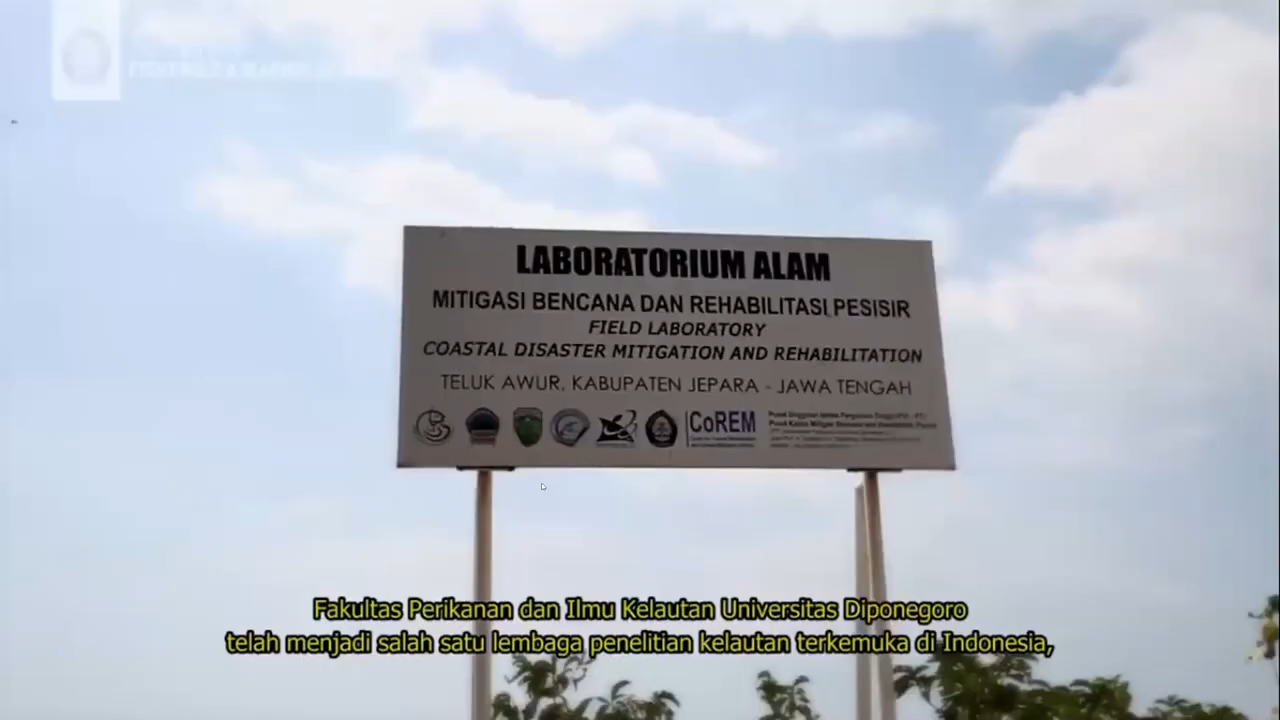 LABORATORIUM ALAM
MITIGASI BENCANA DAN REHABILITASI PESISIR
FIELD LABORATORY
COASTAL DISASTER MITIGATION AND REHABILITATION
TELUK AWUR, KABUPATEN JEPARA - JAWA TENGAH
CoREM
Fakultas Perikanan dan Ilmu Kelautan Universitas Diponegoro
telah menjadi salah satu lembaga penelitian kelautan terkemuka di Indonesia,